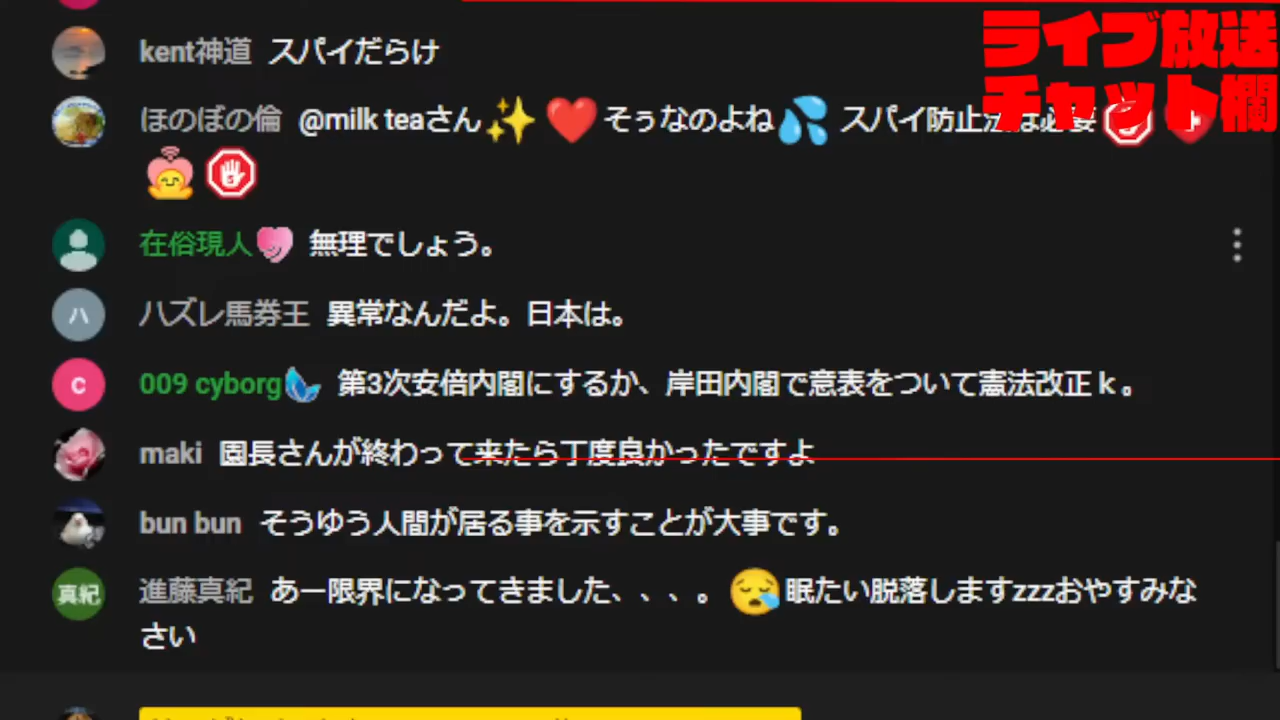 ライブ放送
チャット欄
kent神道 スパイだらけ
ほのぼの倫 @milk teaさん✨❤️そぅなのよね💦 スパイ防止法は必要
在俗現人 無理でしょう。
ハ
ハズレ馬券王 異常なんだよ。日本は。
C
009 cyborg 第3次安倍内閣にするか、岸田内閣で意表をついて憲法改正ｋ。
maki 園長さんが終わって来たら丁度良かったですよ
bun bun そうゆう人間が居る事を示すことが大事です。
真紀
進藤真紀 あー限界になってきました、、、。😪眠たい脱落しますzzzおやすみな
さい